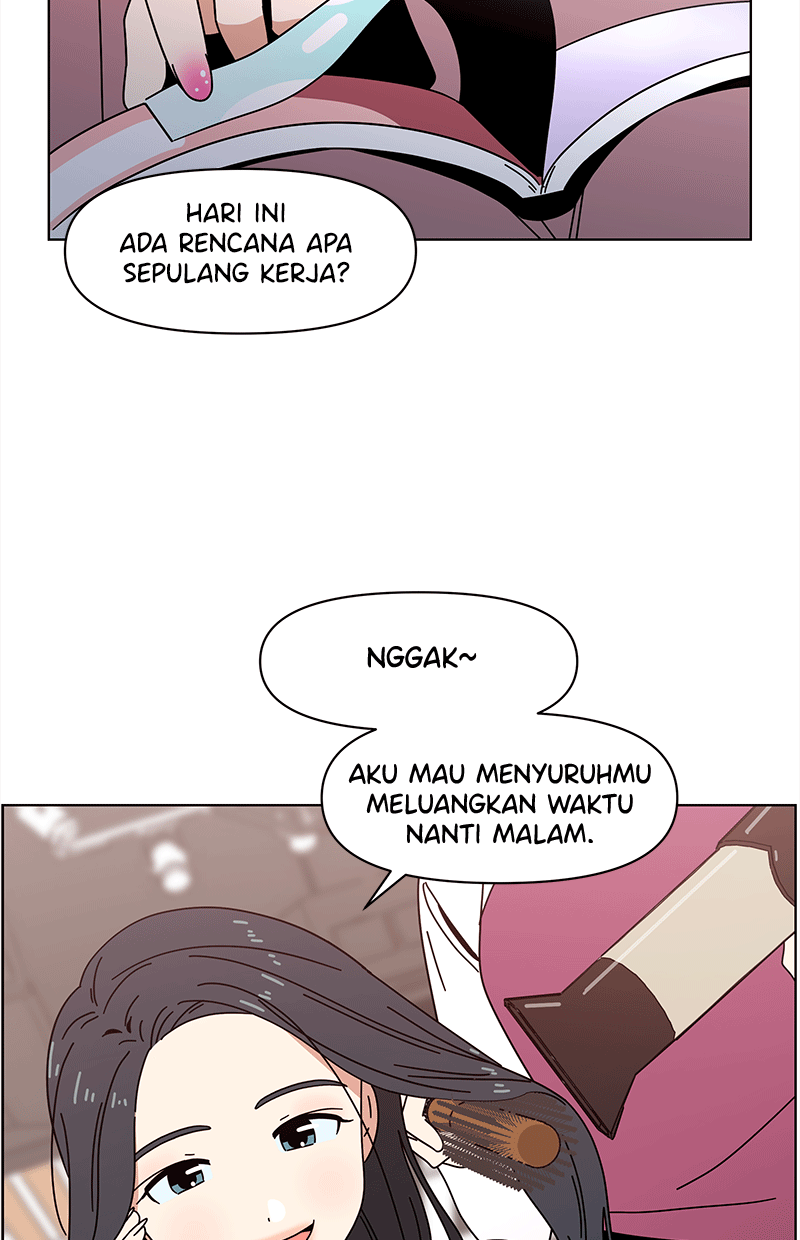 HARI INI
ADA RENCANA APA
SEPULANG KERJA?
NGGAK~
AKU MAU MENYURUHMU
MELUANGKAN WAKTU
NANTI MALAM.